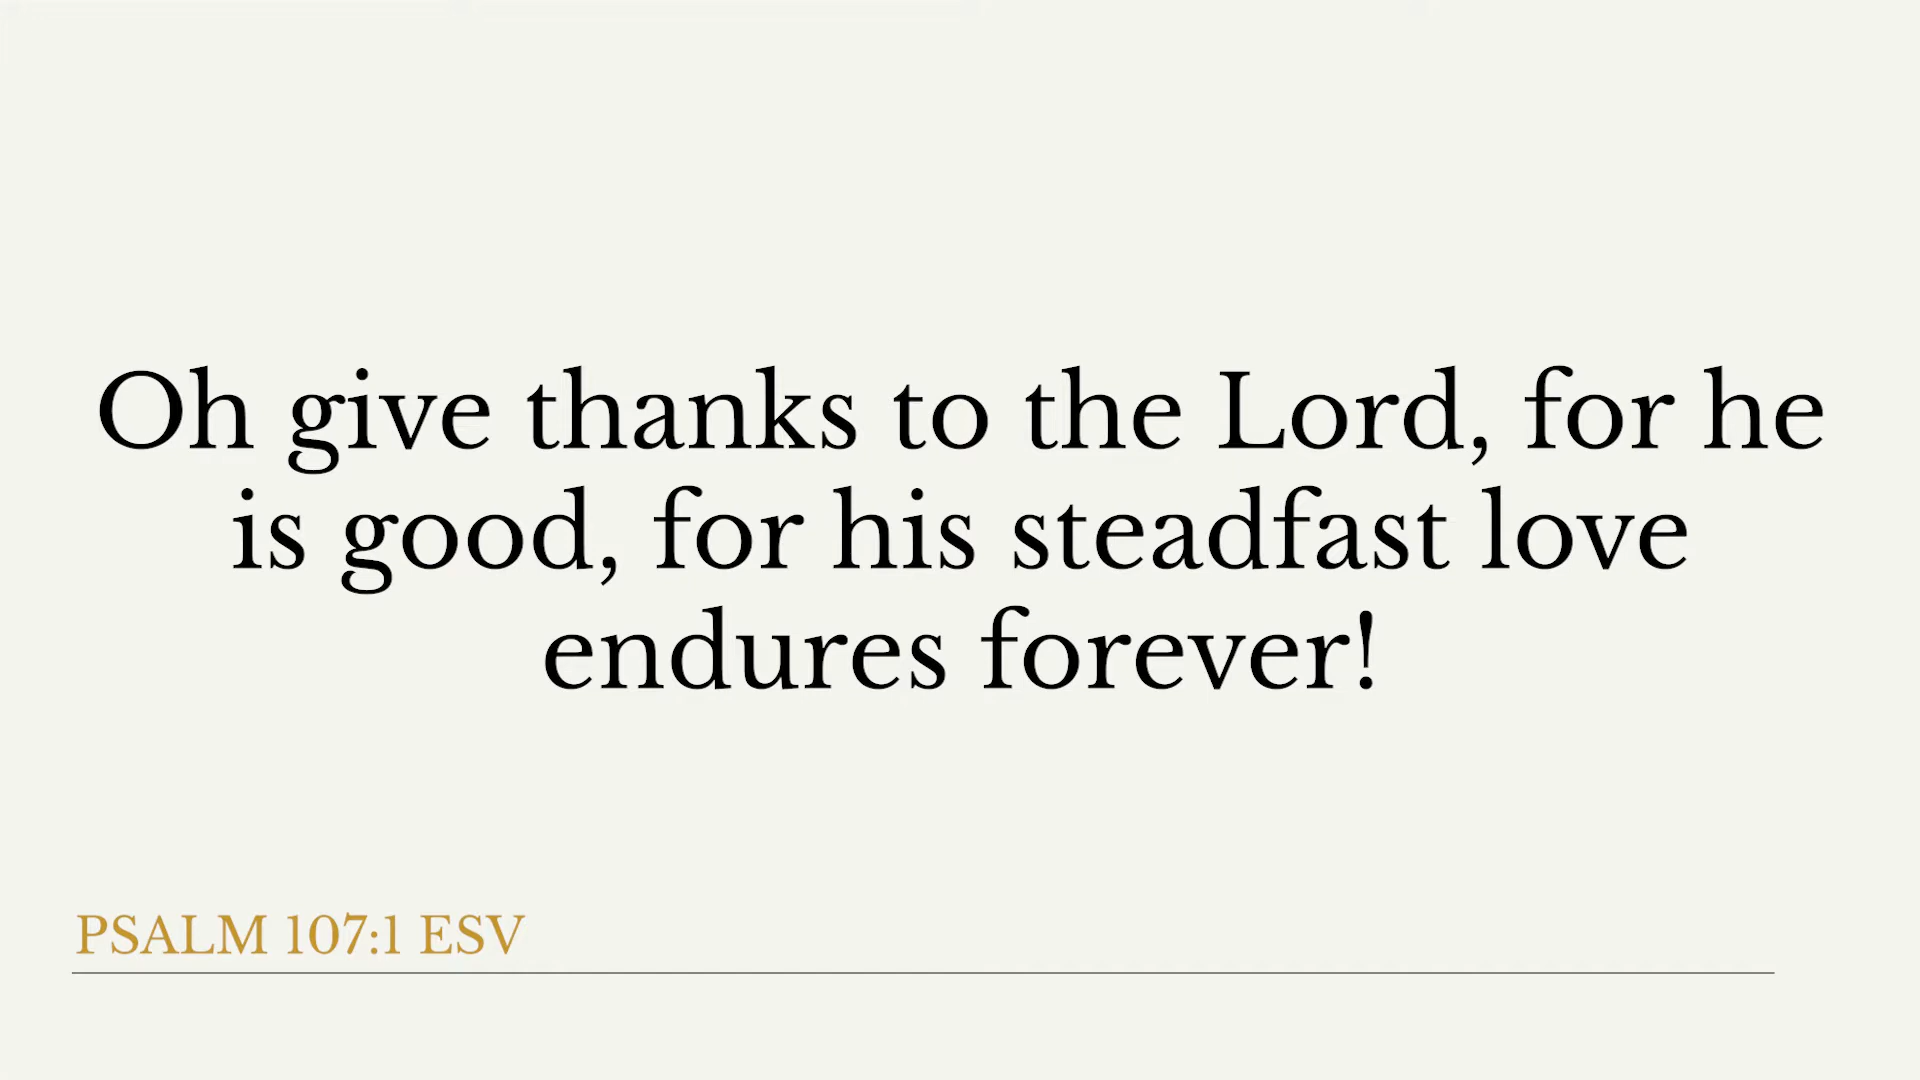 Oh give thanks to the Lord, for he
is good, for his steadfast love
endures forever!
PSALM 107:1 ESV